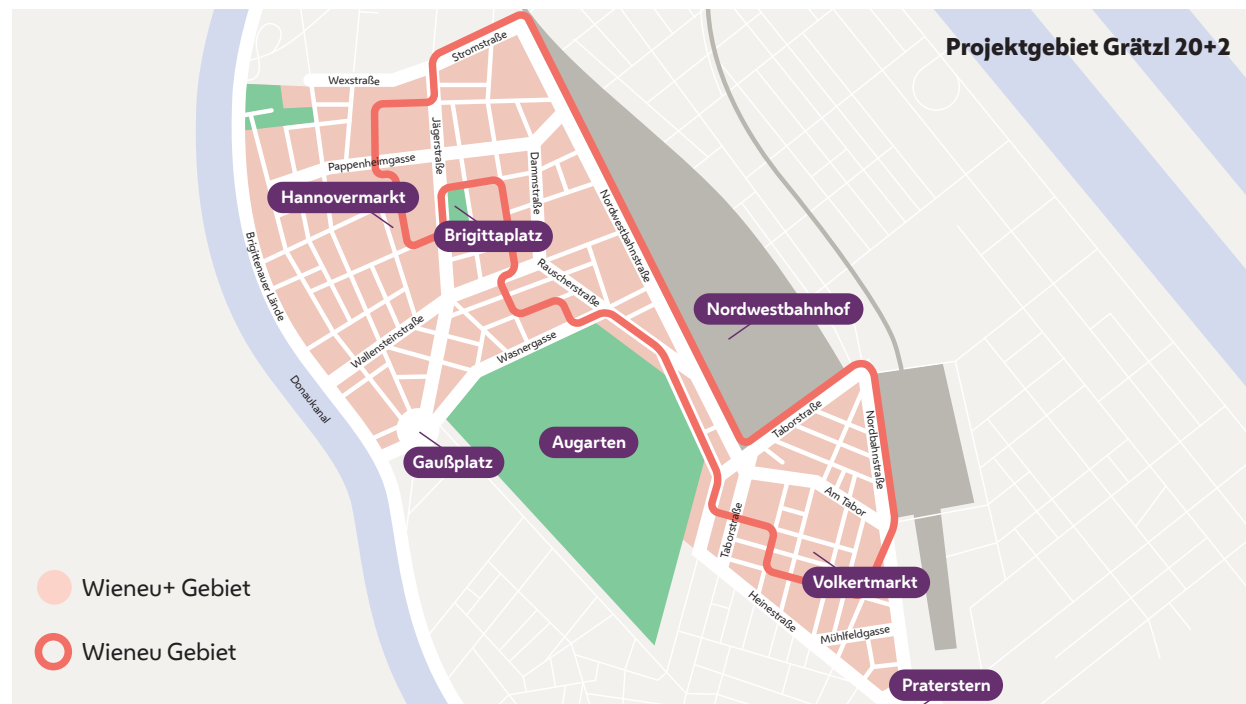 Projektgebiet Grätzl 20+2
Stromstraße
Wexstraße
Jägerstraße
Pappenheimgasse
Dammstraße
Hannovermarkt
Brigittaplatz
Nordwestbahnstraße
Brigittenauer Lände
Rauscherstraße
Nordwestbahnhof
Wallensteinstraße
Wasnergasse
Donaukanal
Augarten
Gaußplatz
Taborstraße
Nordbahnstraße
Am Tabor
Taborstraße
Volkertmarkt
Heinestraße
Mühlfeldgasse
Praterstern
Wieneu+ Gebiet
Wieneu Gebiet